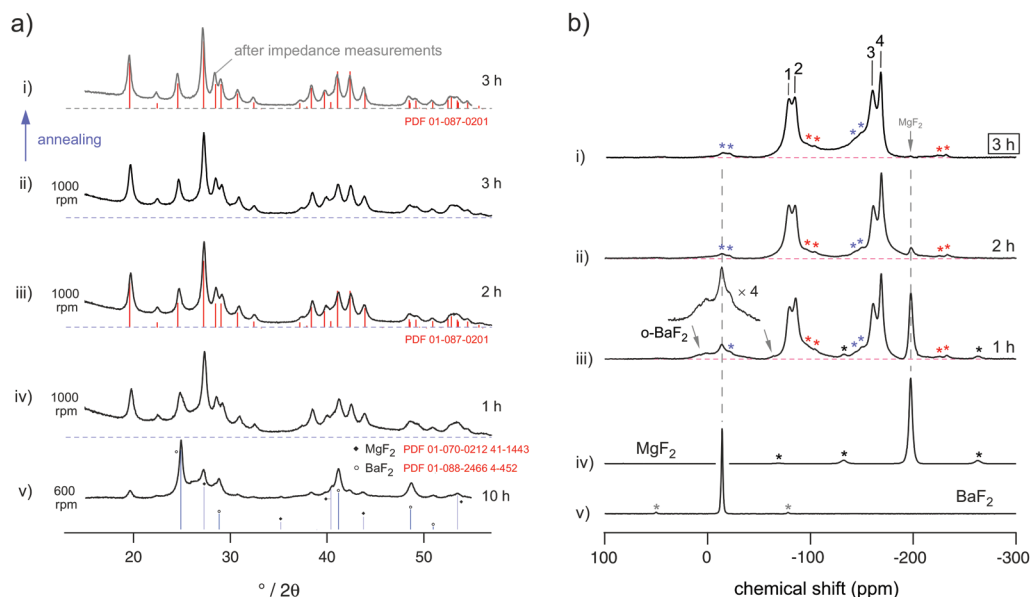 a)
after impedance measurements
i)
3 h
PDF 01-087-0201
annealing
ii)
1000
rpm
3 h
iii)
1000
rpm
2 h
PDF 01-087-0201
iv)
1000
rpm
1 h
MgF2 PDF 01-070-0212 41-1443
BaF2 PDF 01-088-2466 4-452
v)
600
rpm
10 h
20 30 40 50
° / 2θ
b)
1 2 3 4
MgF2
** ** ** **
i)
3 h
2 h
** ** ** **
ii)
× 4
o-BaF2
1 h
* ** * ** ** *
iii)
MgF2
* * *
iv)
BaF2
* *
v)
100 0 -100 -200 -300
chemical shift (ppm)